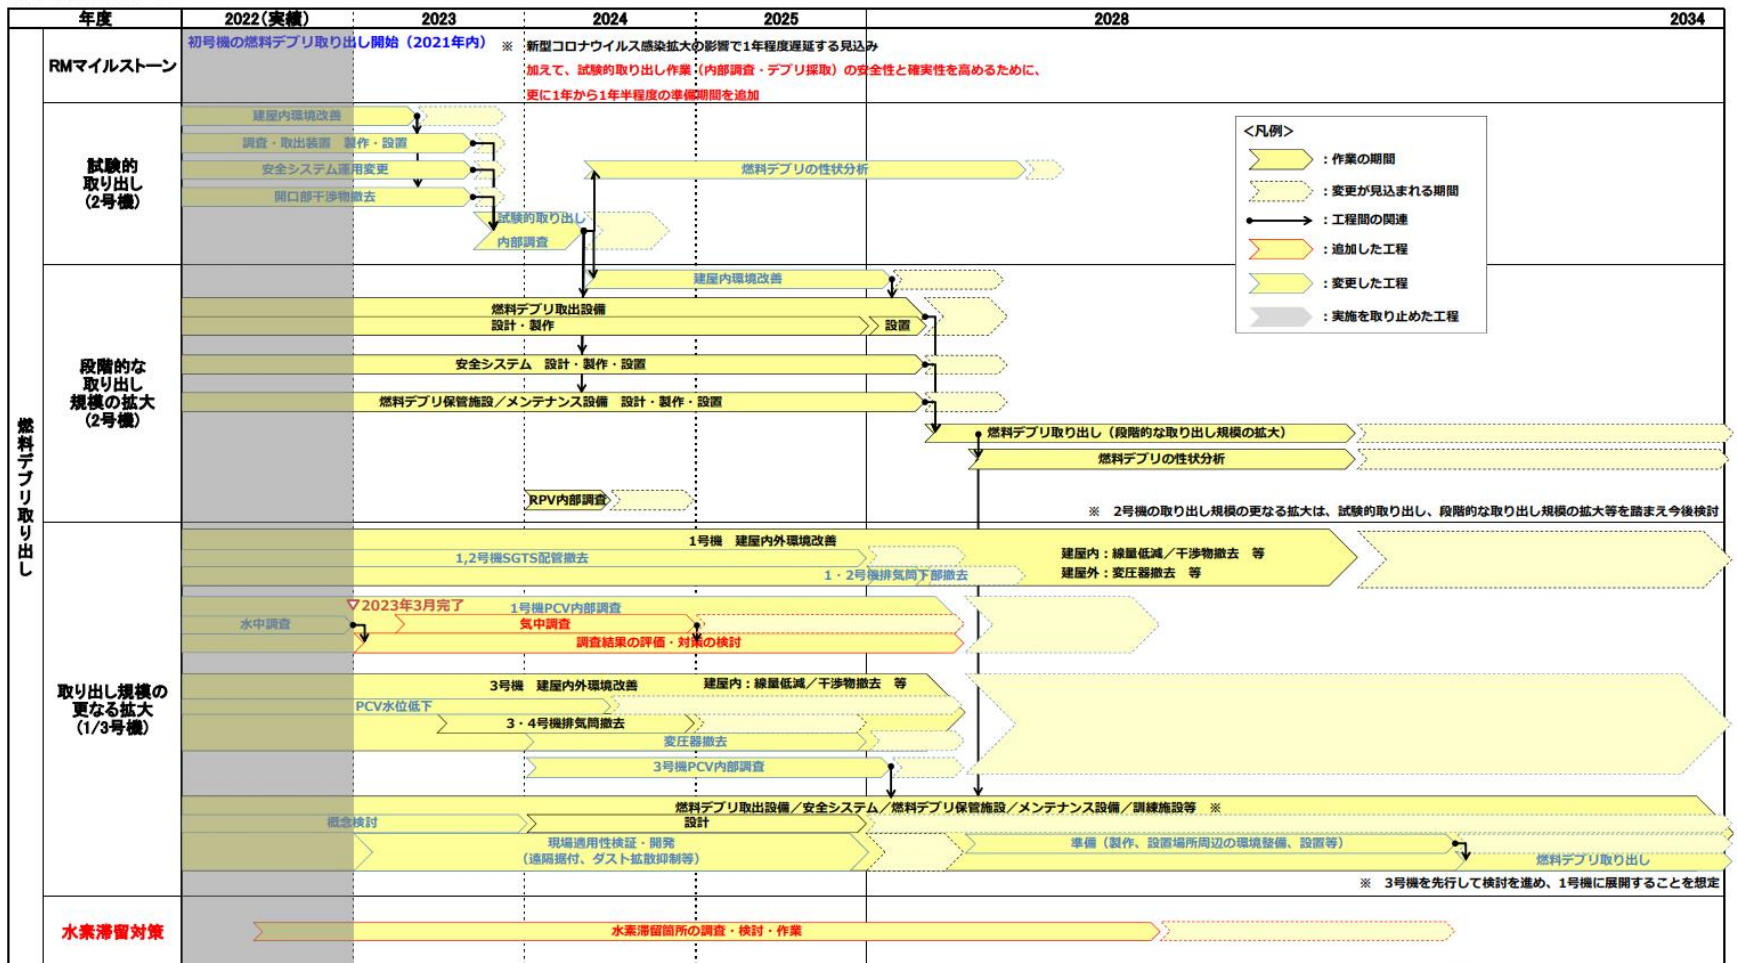 年度
2022（実績）
2023
2024
2025
2028
2034
燃料デブリ取り出し
RMマイルストーン
初号機の燃料デブリ取り出し開始（2021年内）
※　新型コロナウイルス感染拡大の影響で1年程度遅延する見込み
加えて、試験的取り出し作業（内部調査・デブリ採取）の安全性と確実性を高めるために、
更に1年から1年半程度の準備期間を追加
試験的
取り出し
（2号機）
建屋内環境改善
調査・取出装置　製作・設置
安全システム運用変更
開口部干渉物撤去
試験的取り出し
内部調査
燃料デブリの性状分析
＜凡例＞
：作業の期間
：変更が見込まれる期間
：工程間の関連
：追加した工程
：変更した工程
：実施を取り止めた工程
段階的な
取り出し
規模の拡大
（2号機）
建屋内環境改善
燃料デブリ取出設備
設計・製作
設置
安全システム　設計・製作・設置
燃料デブリ保管施設／メンテナンス設備　設計・製作・設置
燃料デブリ取り出し（段階的な取り出し規模の拡大）
燃料デブリの性状分析
RPV内部調査
※　2号機の取り出し規模の更なる拡大は、試験的取り出し、段階的な取り出し規模の拡大等を踏まえ今後検討
取り出し規模の
更なる拡大
（1/3号機）
1号機　建屋内外環境改善
1,2号機SGTS配管撤去
建屋内：線量低減／干渉物撤去　等
1・2号機排気筒下部撤去
建屋外：変圧器撤去　等
▽2023年3月完了
1号機PCV内部調査
水中調査
気中調査
調査結果の評価・対策の検討
3号機　建屋内外環境改善
建屋内：線量低減／干渉物撤去　等
PCV水位低下
3・4号機排気筒撤去
変圧器撤去
3号機PCV内部調査
燃料デブリ取出設備／安全システム／燃料デブリ保管施設／メンテナンス設備／訓練施設等　※
概念検討
設計
現場適用性検証・開発
（遠隔据付、ダスト拡散抑制等）
準備（製作、設置場所周辺の環境整備、設置等）
燃料デブリ取り出し
※　3号機を先行して検討を進め、1号機に展開することを想定
水素滞留対策
水素滞留箇所の調査・検討・作業